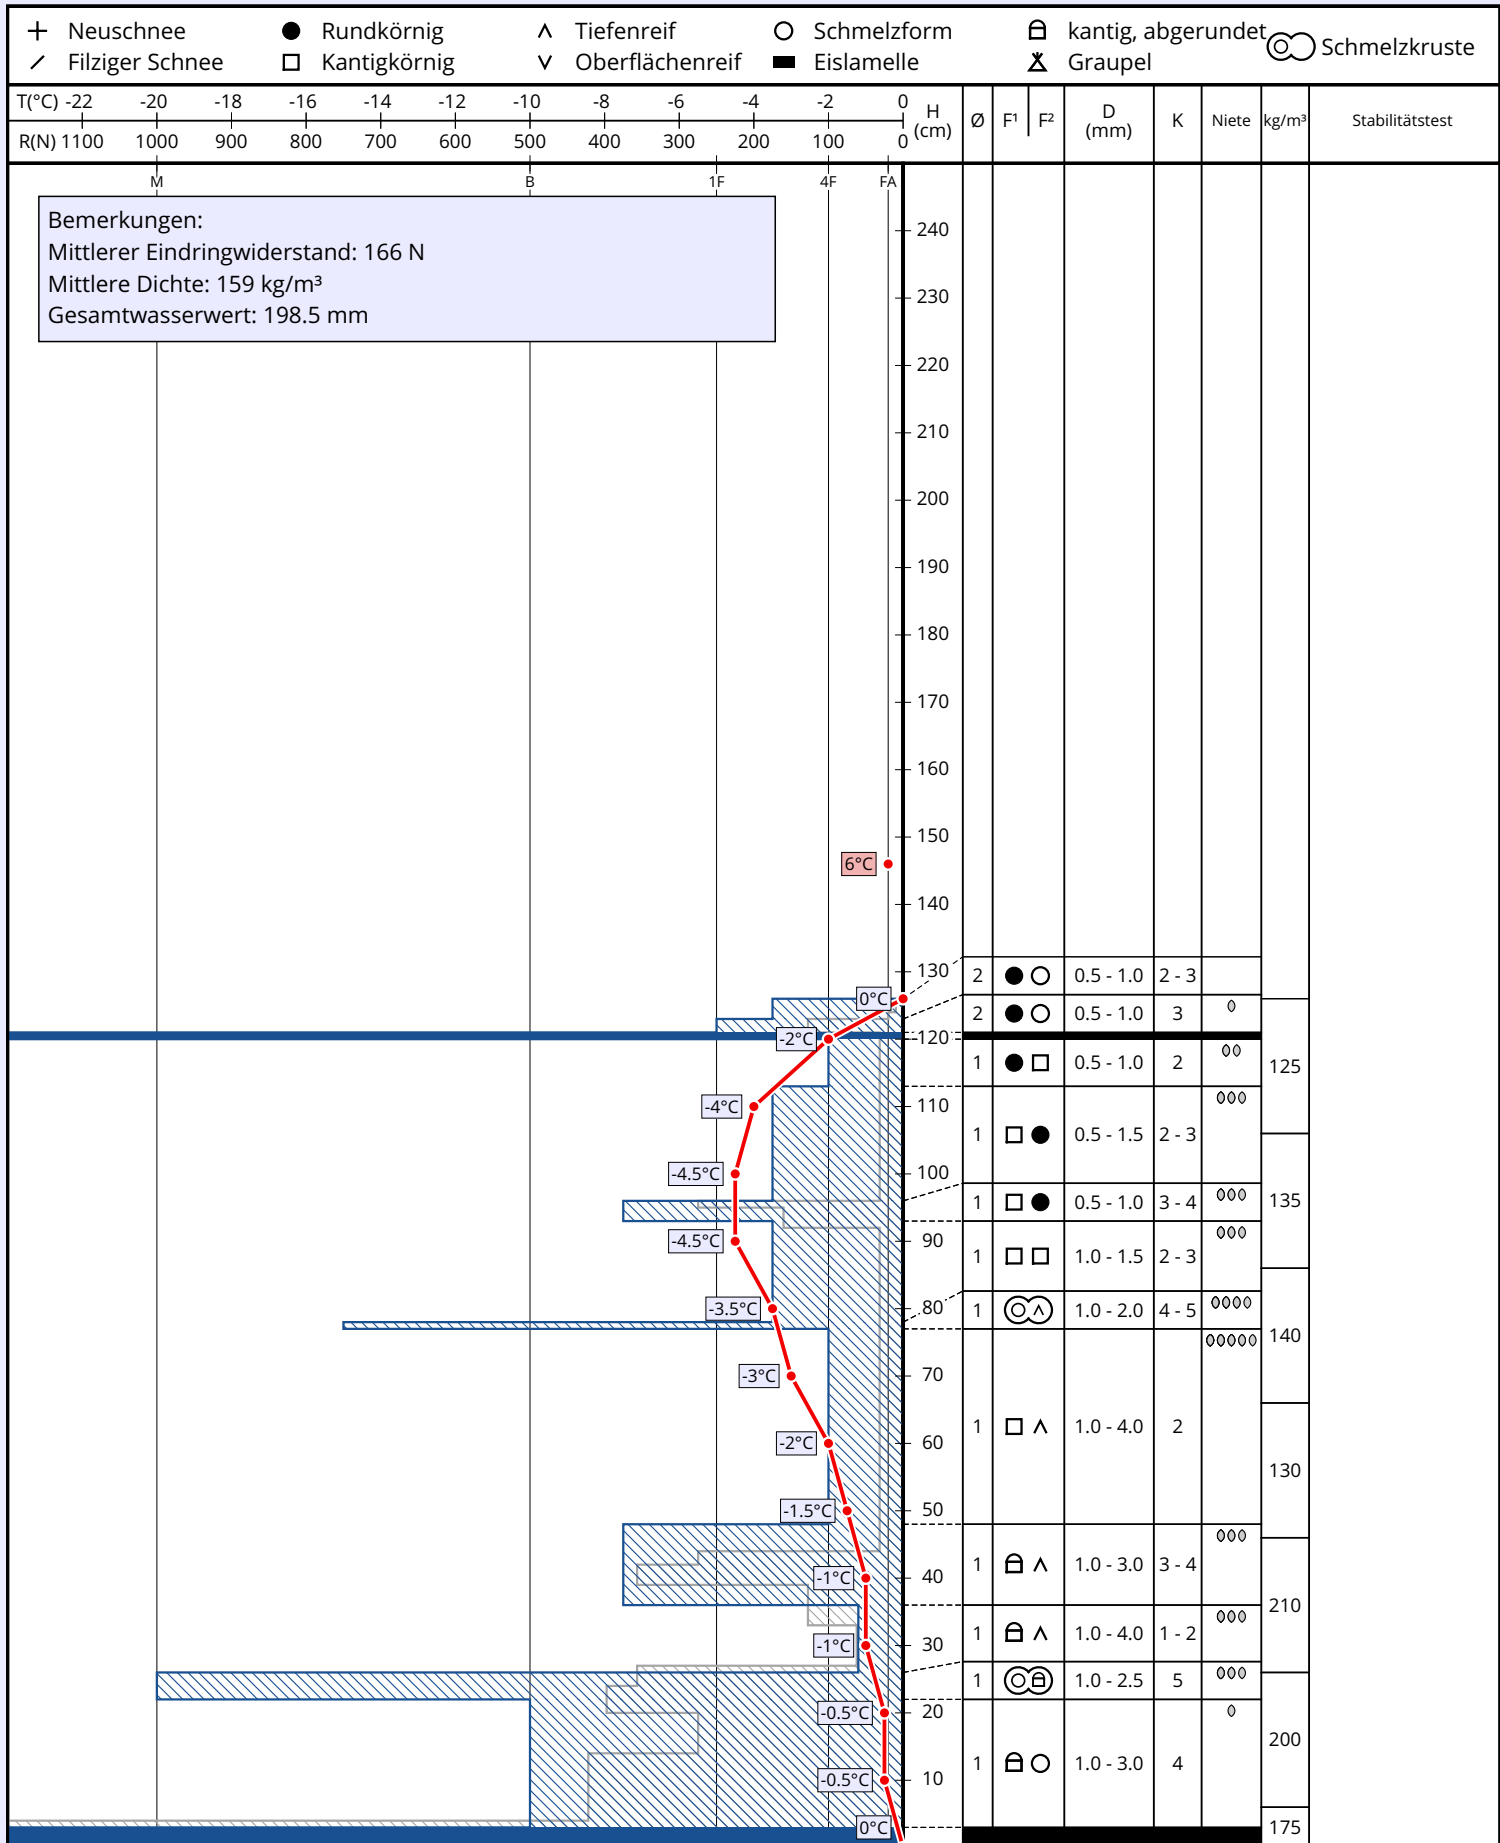 Neuschnee Rundkörnig Tiefenreif Schmelzform kantig, abgerundet Schmelzkruste
Filziger Schnee Kantigkörnig Oberflächenreif Eislamelle Graupel
T(°C) -22 -20 -18 -16 -14 -12 -10 -8 -6 -4 -2 0
R(N) 1100 1000 900 800 700 600 500 400 300 200 100 0
H (cm) Ø F¹ F² D (mm) K Niete kg/m³ Stabilitätstest
M B 1F 4F FA
Bemerkungen:
Mittlerer Eindringwiderstand: 166 N
Mittlere Dichte: 159 kg/m³
Gesamtwasserwert: 198.5 mm
240
230
220
210
200
190
180
170
160
150
6°C
140
130
2 0.5 - 1.0 2 - 3
0°C
2 0.5 - 1.0 3
-2°C 120
1 0.5 - 1.0 2 125
-4°C 110
1 0.5 - 1.5 2 - 3
-4.5°C 100
1 0.5 - 1.0 3 - 4 135
-4.5°C 90
1 1.0 - 1.5 2 - 3
-3.5°C 80
1 1.0 - 2.0 4 - 5
140
-3°C 70
1 1.0 - 4.0 2
-2°C 60
130
-1.5°C 50
1 1.0 - 3.0 3 - 4
-1°C 40
210
1 1.0 - 4.0 1 - 2
-1°C 30
1 1.0 - 2.5 5
-0.5°C 20
200
1 1.0 - 3.0 4
-0.5°C 10
0°C 175